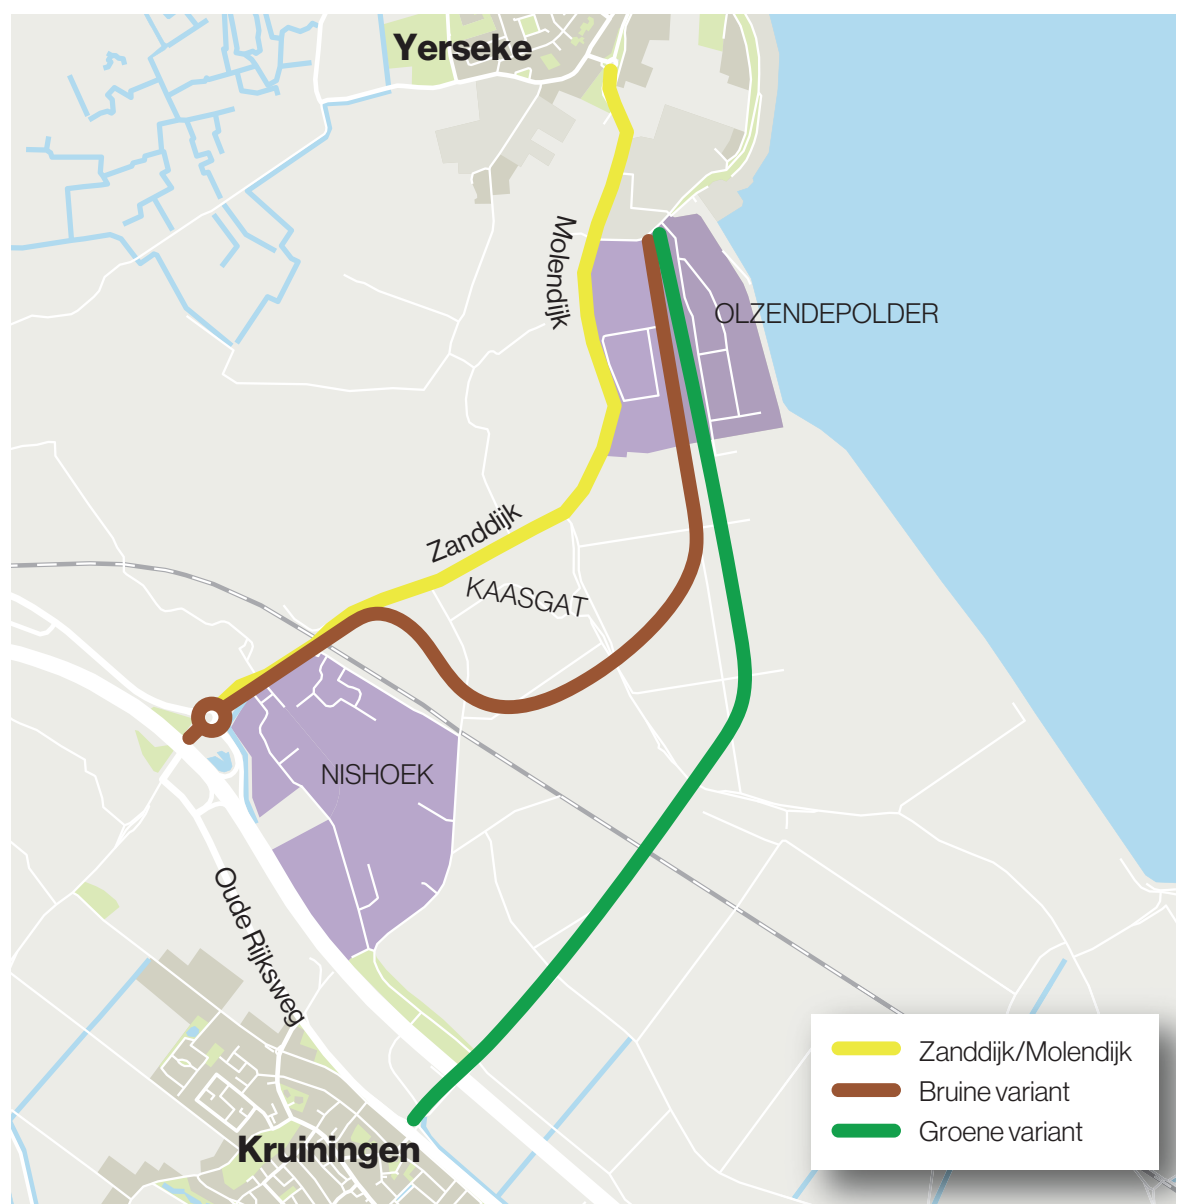 Yerseke
Molendijk
OLZENDEPOLDER
Zanddijk
KAASGAT
NISHOEK
Oude Rijksweg
Kruiningen
Zanddijk/Molendijk
Bruine variant
Groene variant